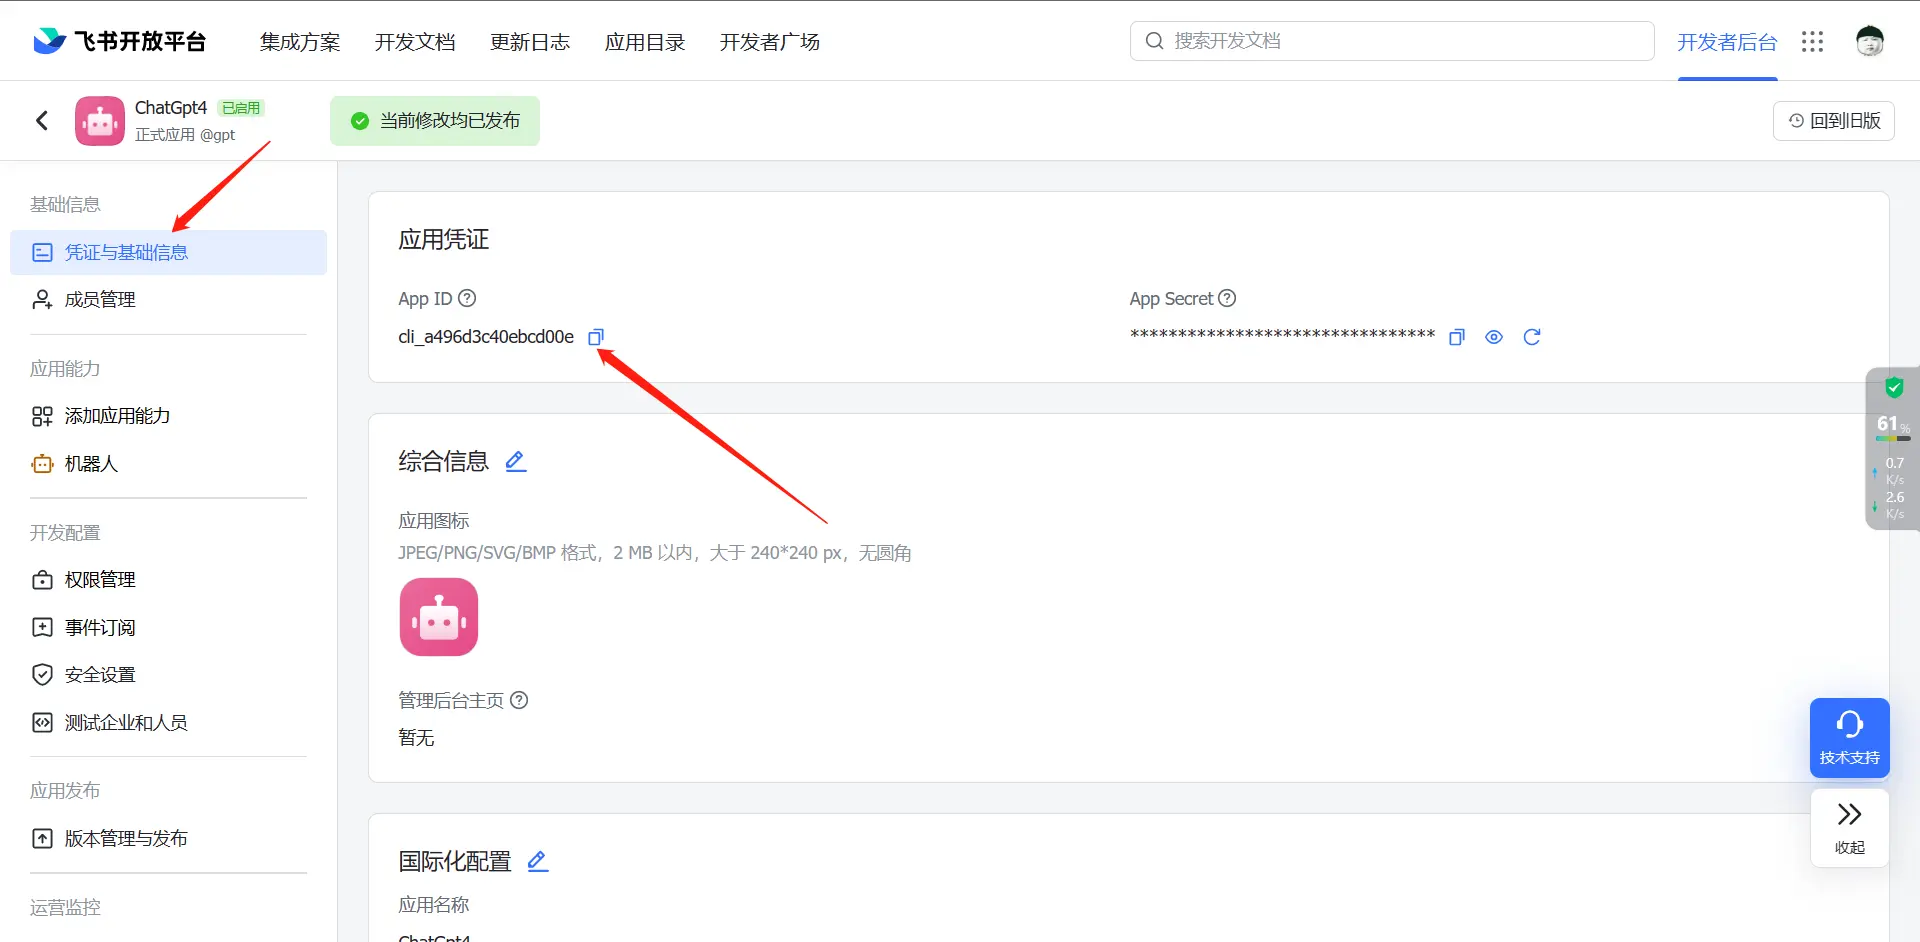 飞书开放平台
集成方案
开发文档
更新日志
应用目录
开发者广场
搜索开发文档
开发者后台
ChatGpt4 已启用
正式应用 @gpt
当前修改均已发布
回到旧版
基础信息
凭证与基础信息
成员管理
应用能力
添加应用能力
机器人
开发配置
权限管理
事件订阅
安全设置
测试企业和人员
应用发布
版本管理与发布
运营监控
应用凭证
App ID
cli_a496d3c40ebcd00e
App Secret
********************************
综合信息
应用图标
JPEG/PNG/SVG/BMP 格式，2 MB 以内，大于 240*240 px，无圆角
管理后台主页
暂无
国际化配置
应用名称
ChatGpt4
61%
0.7
K/s
2.6
K/s
技术支持
收起